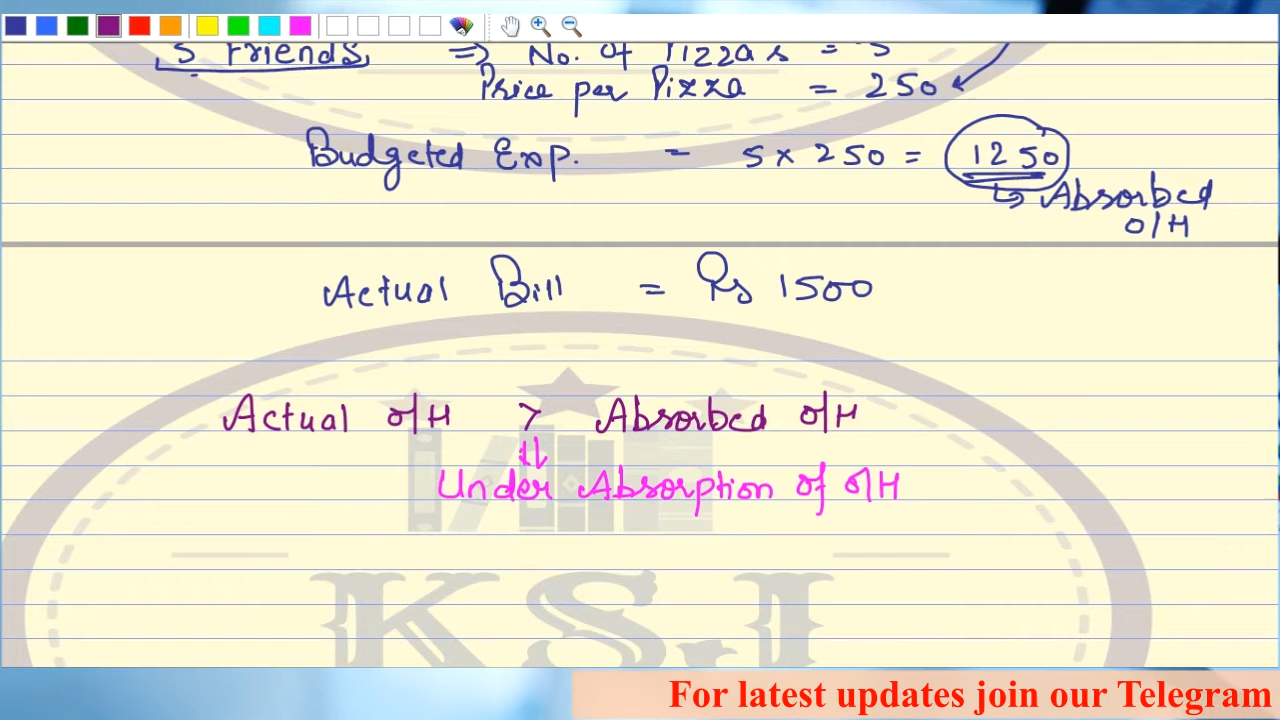 5 Friends ⇒ No. of Pizzas = 5
Price per Pizza = 250
Budgeted Exp. = 5 x 250 = 1250
↳ Absorbed
O/H
Actual Bill = Rs 1500
Actual O/H > Absorbed O/H
⇓
Under Absorption of O/H
KSJ
For latest updates join our Telegram